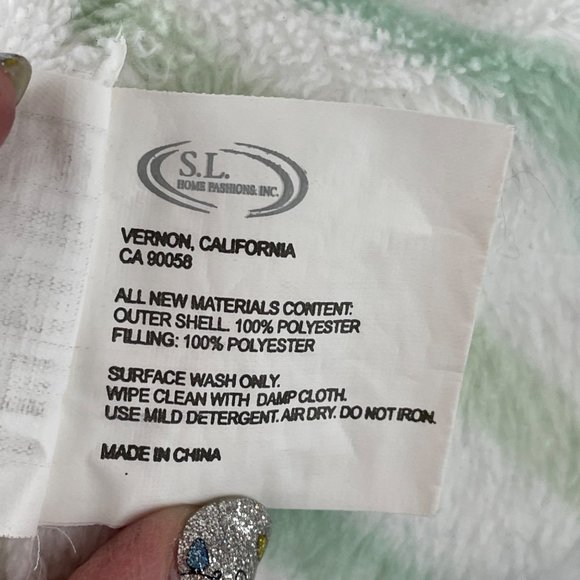 S.L.
HOME FASHIONS, INC.
VERNON, CALIFORNIA
CA 90058
ALL NEW MATERIALS CONTENT:
OUTER SHELL. 100% POLYESTER
FILLING: 100% POLYESTER
SURFACE WASH ONLY.
WIPE CLEAN WITH DAMP CLOTH.
USE MILD DETERGENT. AIR DRY. DO NOT IRON.
MADE IN CHINA